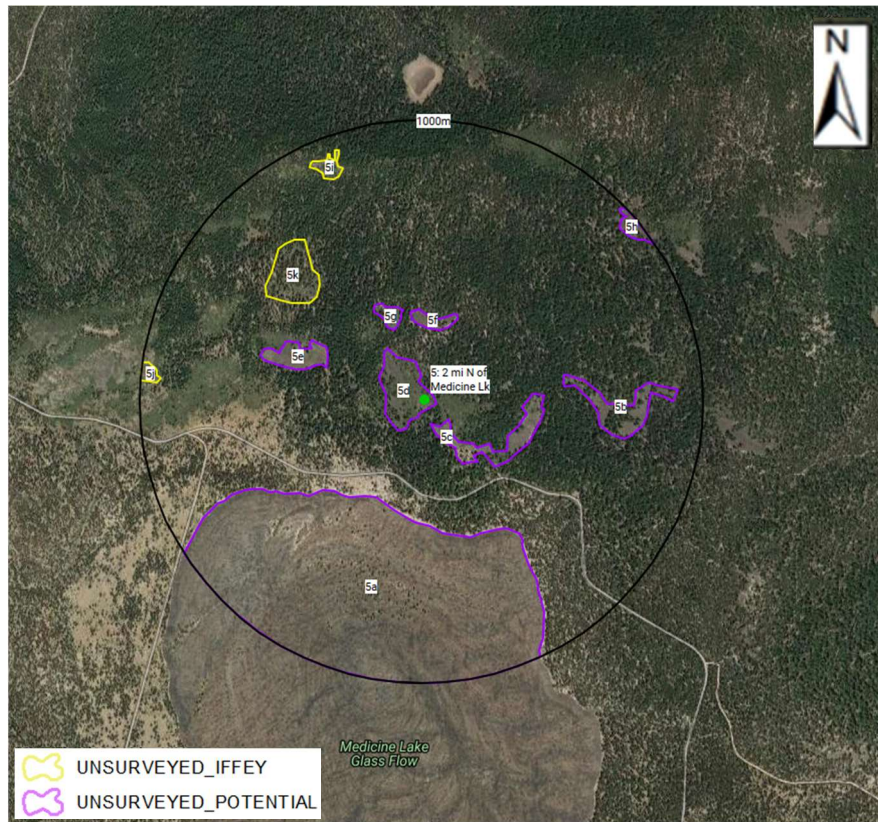 N
1000m
5i
5h
5k
5g
5f
5e
5j
5: 2 mi N of
Medicine Lk
5d
5b
5c
5a
Medicine Lake
Glass Flow
UNSURVEYED_IFFEY
UNSURVEYED_POTENTIAL